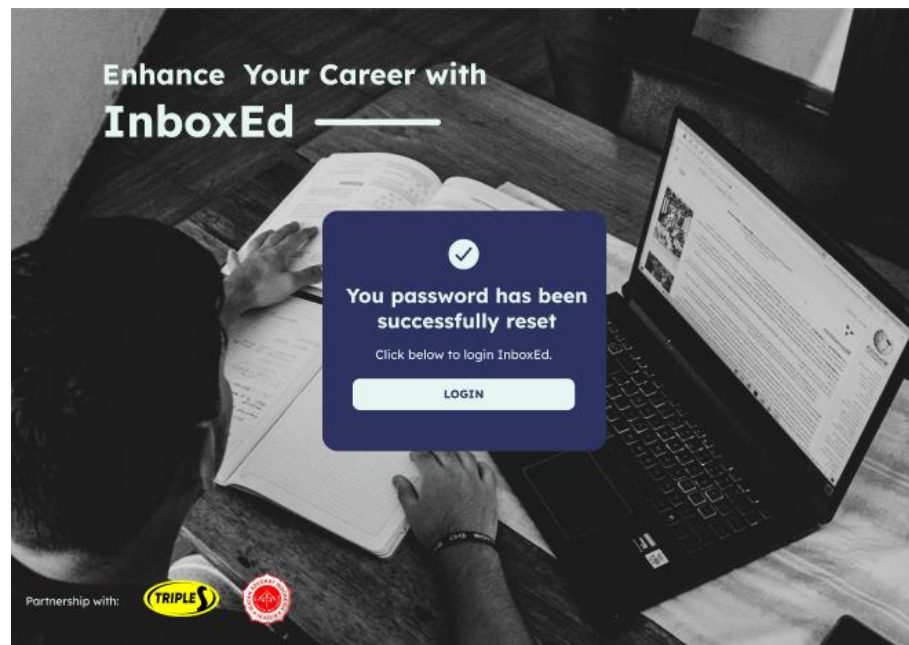 Enhance Your Career with
InboxEd
You password has been
successfully reset
Click below to login InboxEd.
LOGIN
Partnership with:
TRIPLE S